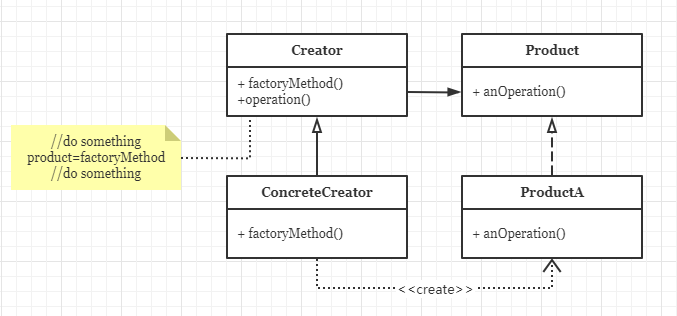 Creator
+ factoryMethod()
+operation()
Product
+ anOperation()
//do something
product=factoryMethod
//do something
ConcreteCreator
+ factoryMethod()
ProductA
+ anOperation()
<<create>>